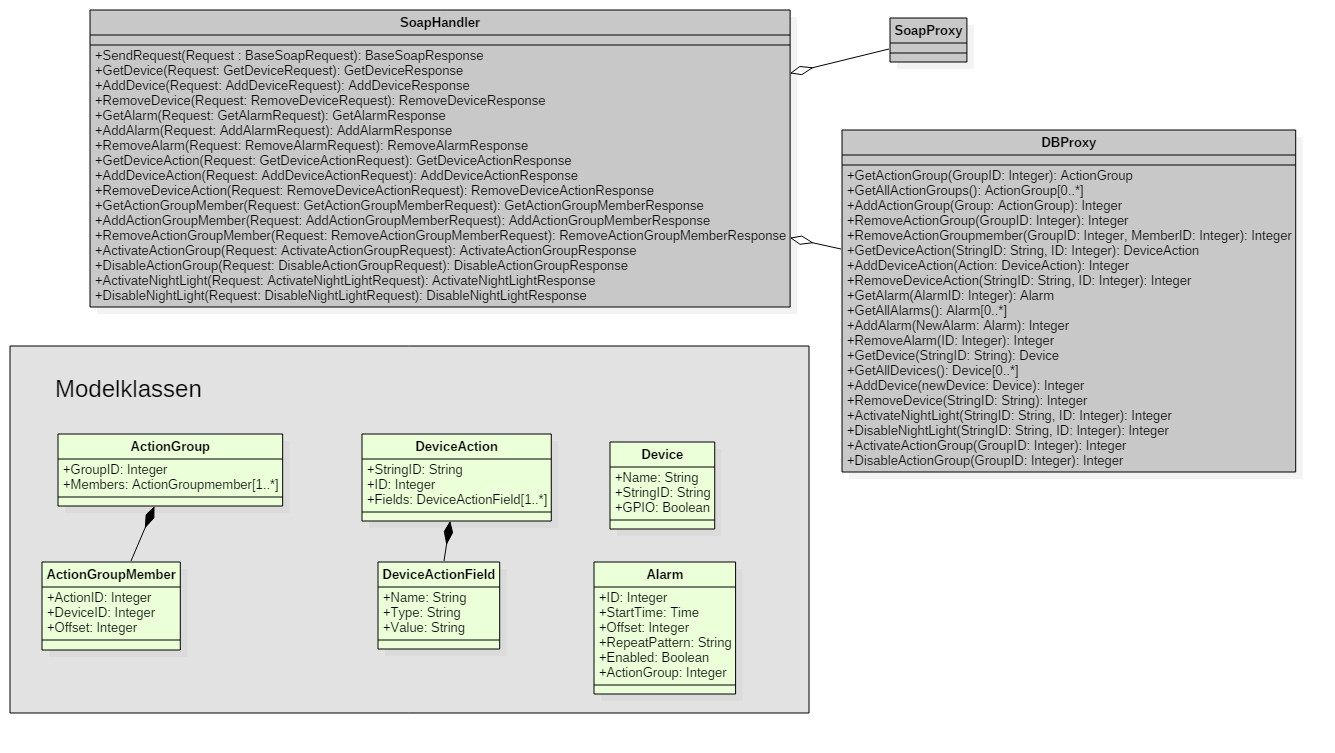 SoapHandler
+SendRequest(Request : BaseSoapRequest): BaseSoapResponse
+GetDevice(Request: GetDeviceRequest): GetDeviceResponse
+AddDevice(Request: AddDeviceRequest): AddDeviceResponse
+RemoveDevice(Request: RemoveDeviceRequest): RemoveDeviceResponse
+GetAlarm(Request: GetAlarmRequest): GetAlarmResponse
+AddAlarm(Request: AddAlarmRequest): AddAlarmResponse
+RemoveAlarm(Request: RemoveAlarmRequest): RemoveAlarmResponse
+GetDeviceAction(Request: GetDeviceActionRequest): GetDeviceActionResponse
+AddDeviceAction(Request: AddDeviceActionRequest): AddDeviceActionResponse
+RemoveDeviceAction(Request: RemoveDeviceActionRequest): RemoveDeviceActionResponse
+GetActionGroupMember(Request: GetActionGroupMemberRequest): GetActionGroupMemberResponse
+AddActionGroupMember(Request: AddActionGroupMemberRequest): AddActionGroupMemberResponse
+RemoveActionGroupMember(Request: RemoveActionGroupMemberRequest): RemoveActionGroupMemberResponse
+ActivateActionGroup(Request: ActivateActionGroupRequest): ActivateActionGroupResponse
+DisableActionGroup(Request: DisableActionGroupRequest): DisableActionGroupResponse
+ActivateNightLight(Request: ActivateNightLightRequest): ActivateNightLightResponse
+DisableNightLight(Request: DisableNightLightRequest): DisableNightLightResponse
SoapProxy
DBProxy
+GetActionGroup(GroupID: Integer): ActionGroup
+GetAllActionGroups(): ActionGroup[0..*]
+AddActionGroup(Group: ActionGroup): Integer
+RemoveActionGroup(GroupID: Integer): Integer
+RemoveActionGroupmember(GroupID: Integer, MemberID: Integer): Integer
+GetDeviceAction(StringID: String, ID: Integer): DeviceAction
+AddDeviceAction(Action: DeviceAction): Integer
+RemoveDeviceAction(StringID: String, ID: Integer): Integer
+GetAlarm(AlarmID: Integer): Alarm
+GetAllAlarms(): Alarm[0..*]
+AddAlarm(NewAlarm: Alarm): Integer
+RemoveAlarm(ID: Integer): Integer
+GetDevice(StringID: String): Device
+GetAllDevices(): Device[0..*]
+AddDevice(newDevice: Device): Integer
+RemoveDevice(StringID: String): Integer
+ActivateNightLight(StringID: String, ID: Integer): Integer
+DisableNightLight(StringID: String, ID: Integer): Integer
+ActivateActionGroup(GroupID: Integer): Integer
+DisableActionGroup(GroupID: Integer): Integer
Modelklassen
ActionGroup
+GroupID: Integer
+Members: ActionGroupmember[1..*]
DeviceAction
+StringID: String
+ID: Integer
+Fields: DeviceActionField[1..*]
Device
+Name: String
+StringID: String
+GPIO: Boolean
ActionGroupMember
+ActionID: Integer
+DeviceID: Integer
+Offset: Integer
DeviceActionField
+Name: String
+Type: String
+Value: String
Alarm
+ID: Integer
+StartTime: Time
+Offset: Integer
+RepeatPattern: String
+Enabled: Boolean
+ActionGroup: Integer